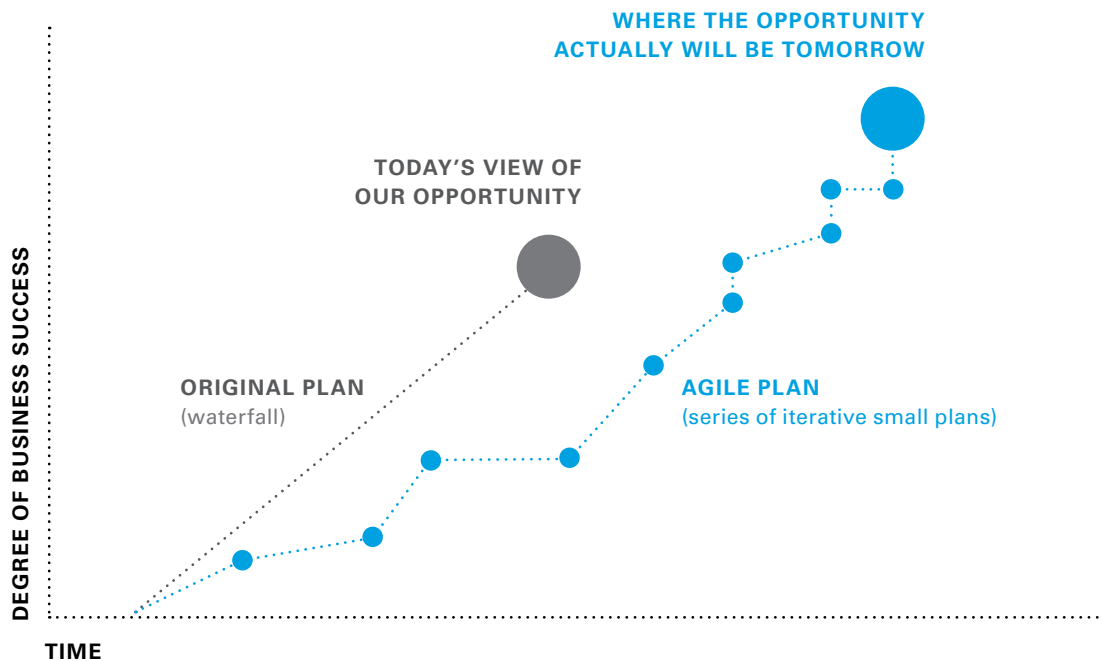 WHERE THE OPPORTUNITY
ACTUALLY WILL BE TOMORROW
TODAY’S VIEW OF
OUR OPPORTUNITY
ORIGINAL PLAN
(waterfall)
AGILE PLAN
(series of iterative small plans)
DEGREE OF BUSINESS SUCCESS
TIME